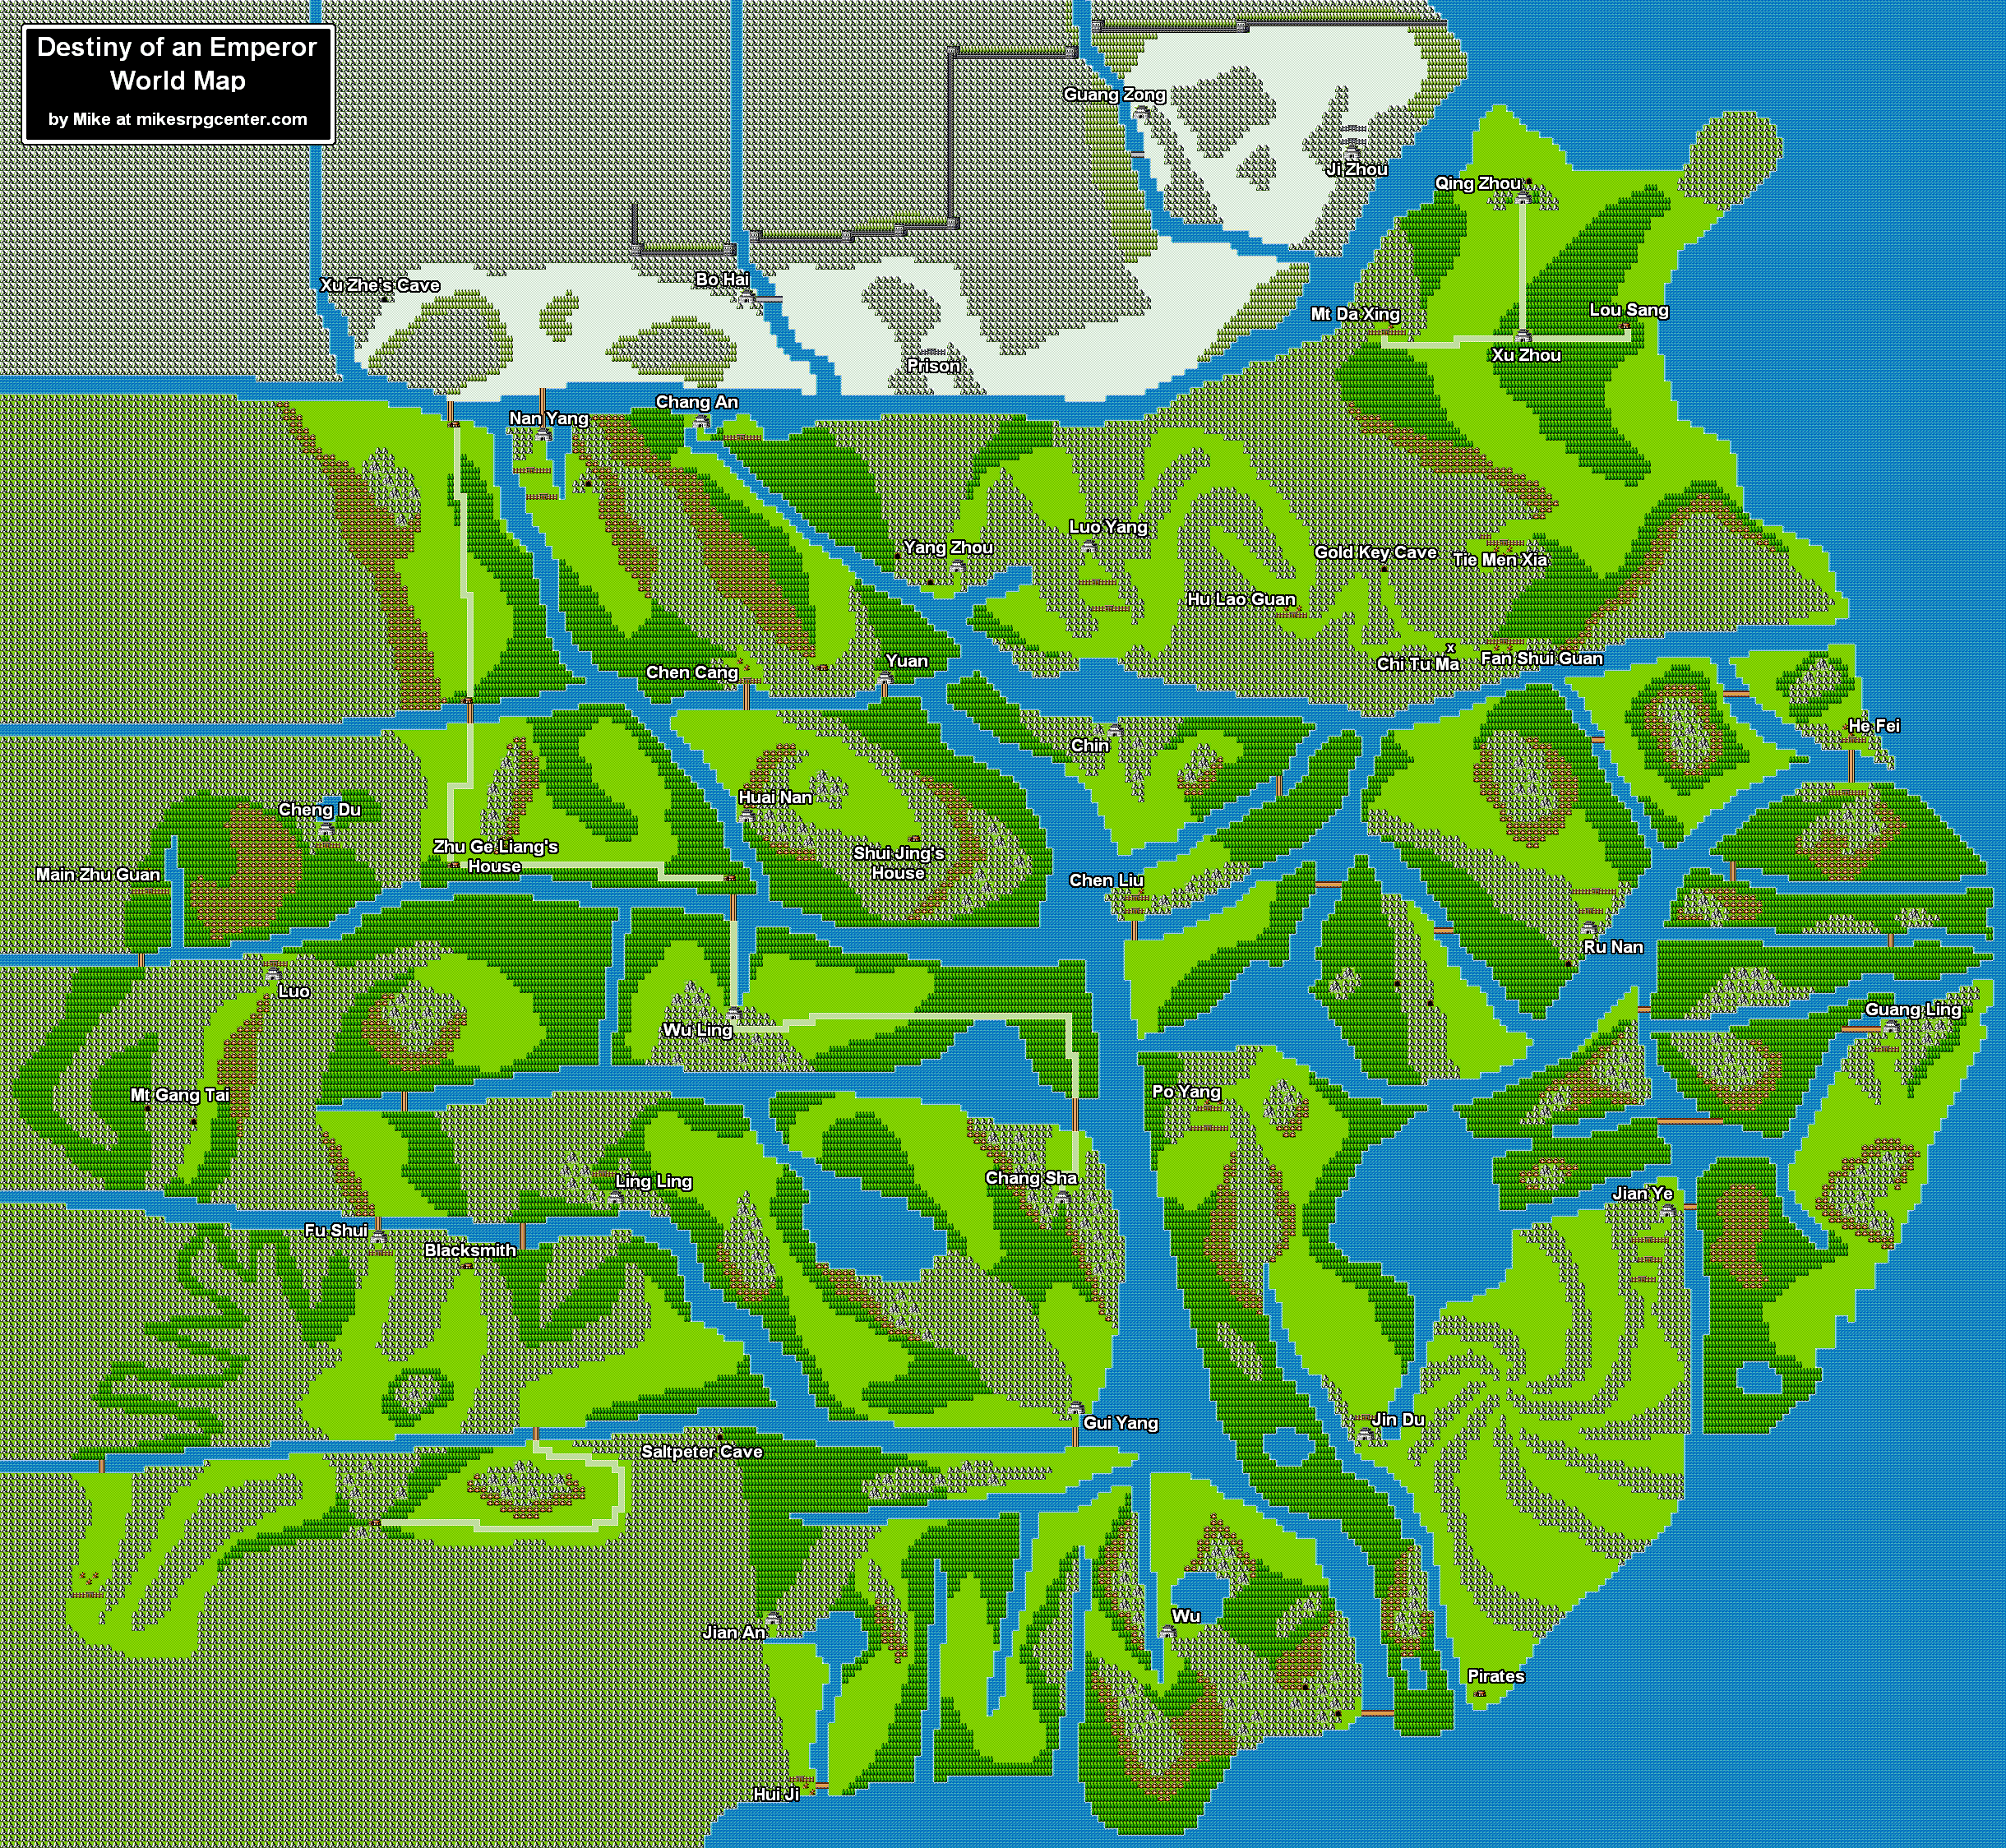 Destiny of an Emperor
World Map
by Mike at mikesrpgcenter.com
Guang Zong
Ji Zhou
Qing Zhou
Xu Zhe's Cave
Bo Hai
Mt Da Xing
Lou Sang
Xu Zhou
Prison
Chang An
Nan Yang
Luo Yang
Yang Zhou
Gold Key Cave
Tie Men Xia
Hu Lao Guan
x
Chi Tu Ma
Fan Shui Guan
Yuan
Chen Cang
He Fei
Chin
Huai Nan
Cheng Du
Zhu Ge Liang's
House
Shui Jing's
House
Main Zhu Guan
Chen Liu
Ru Nan
Luo
Guang Ling
Wu Ling
Mt Gang Tai
Po Yang
Chang Sha
Ling Ling
Jian Ye
Fu Shui
Blacksmith
Jin Du
Gui Yang
Saltpeter Cave
Wu
Jian An
Pirates
Hui Ji